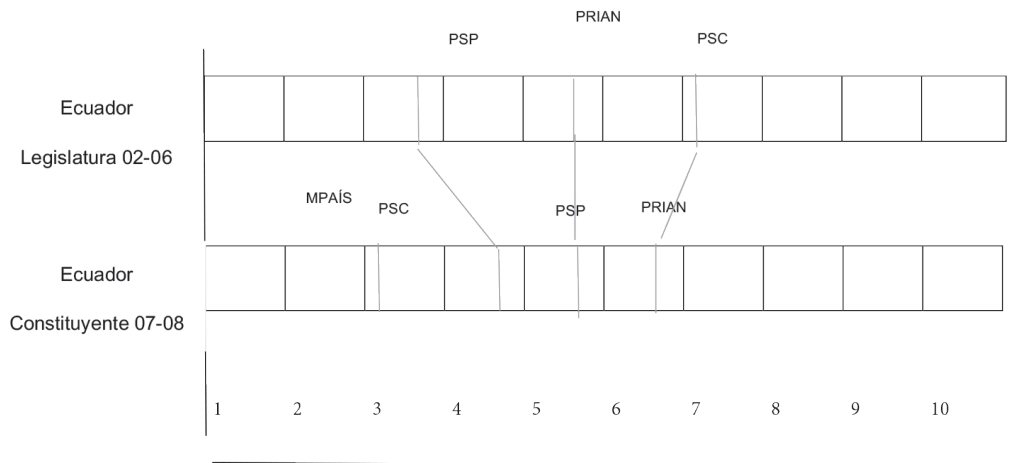 PRIAN
PSP
PSC
Ecuador
Legislatura 02-06
MPAÍS
PSC
PSP
PRIAN
Ecuador
Constituyente 07-08
1 2 3 4 5 6 7 8 9 10